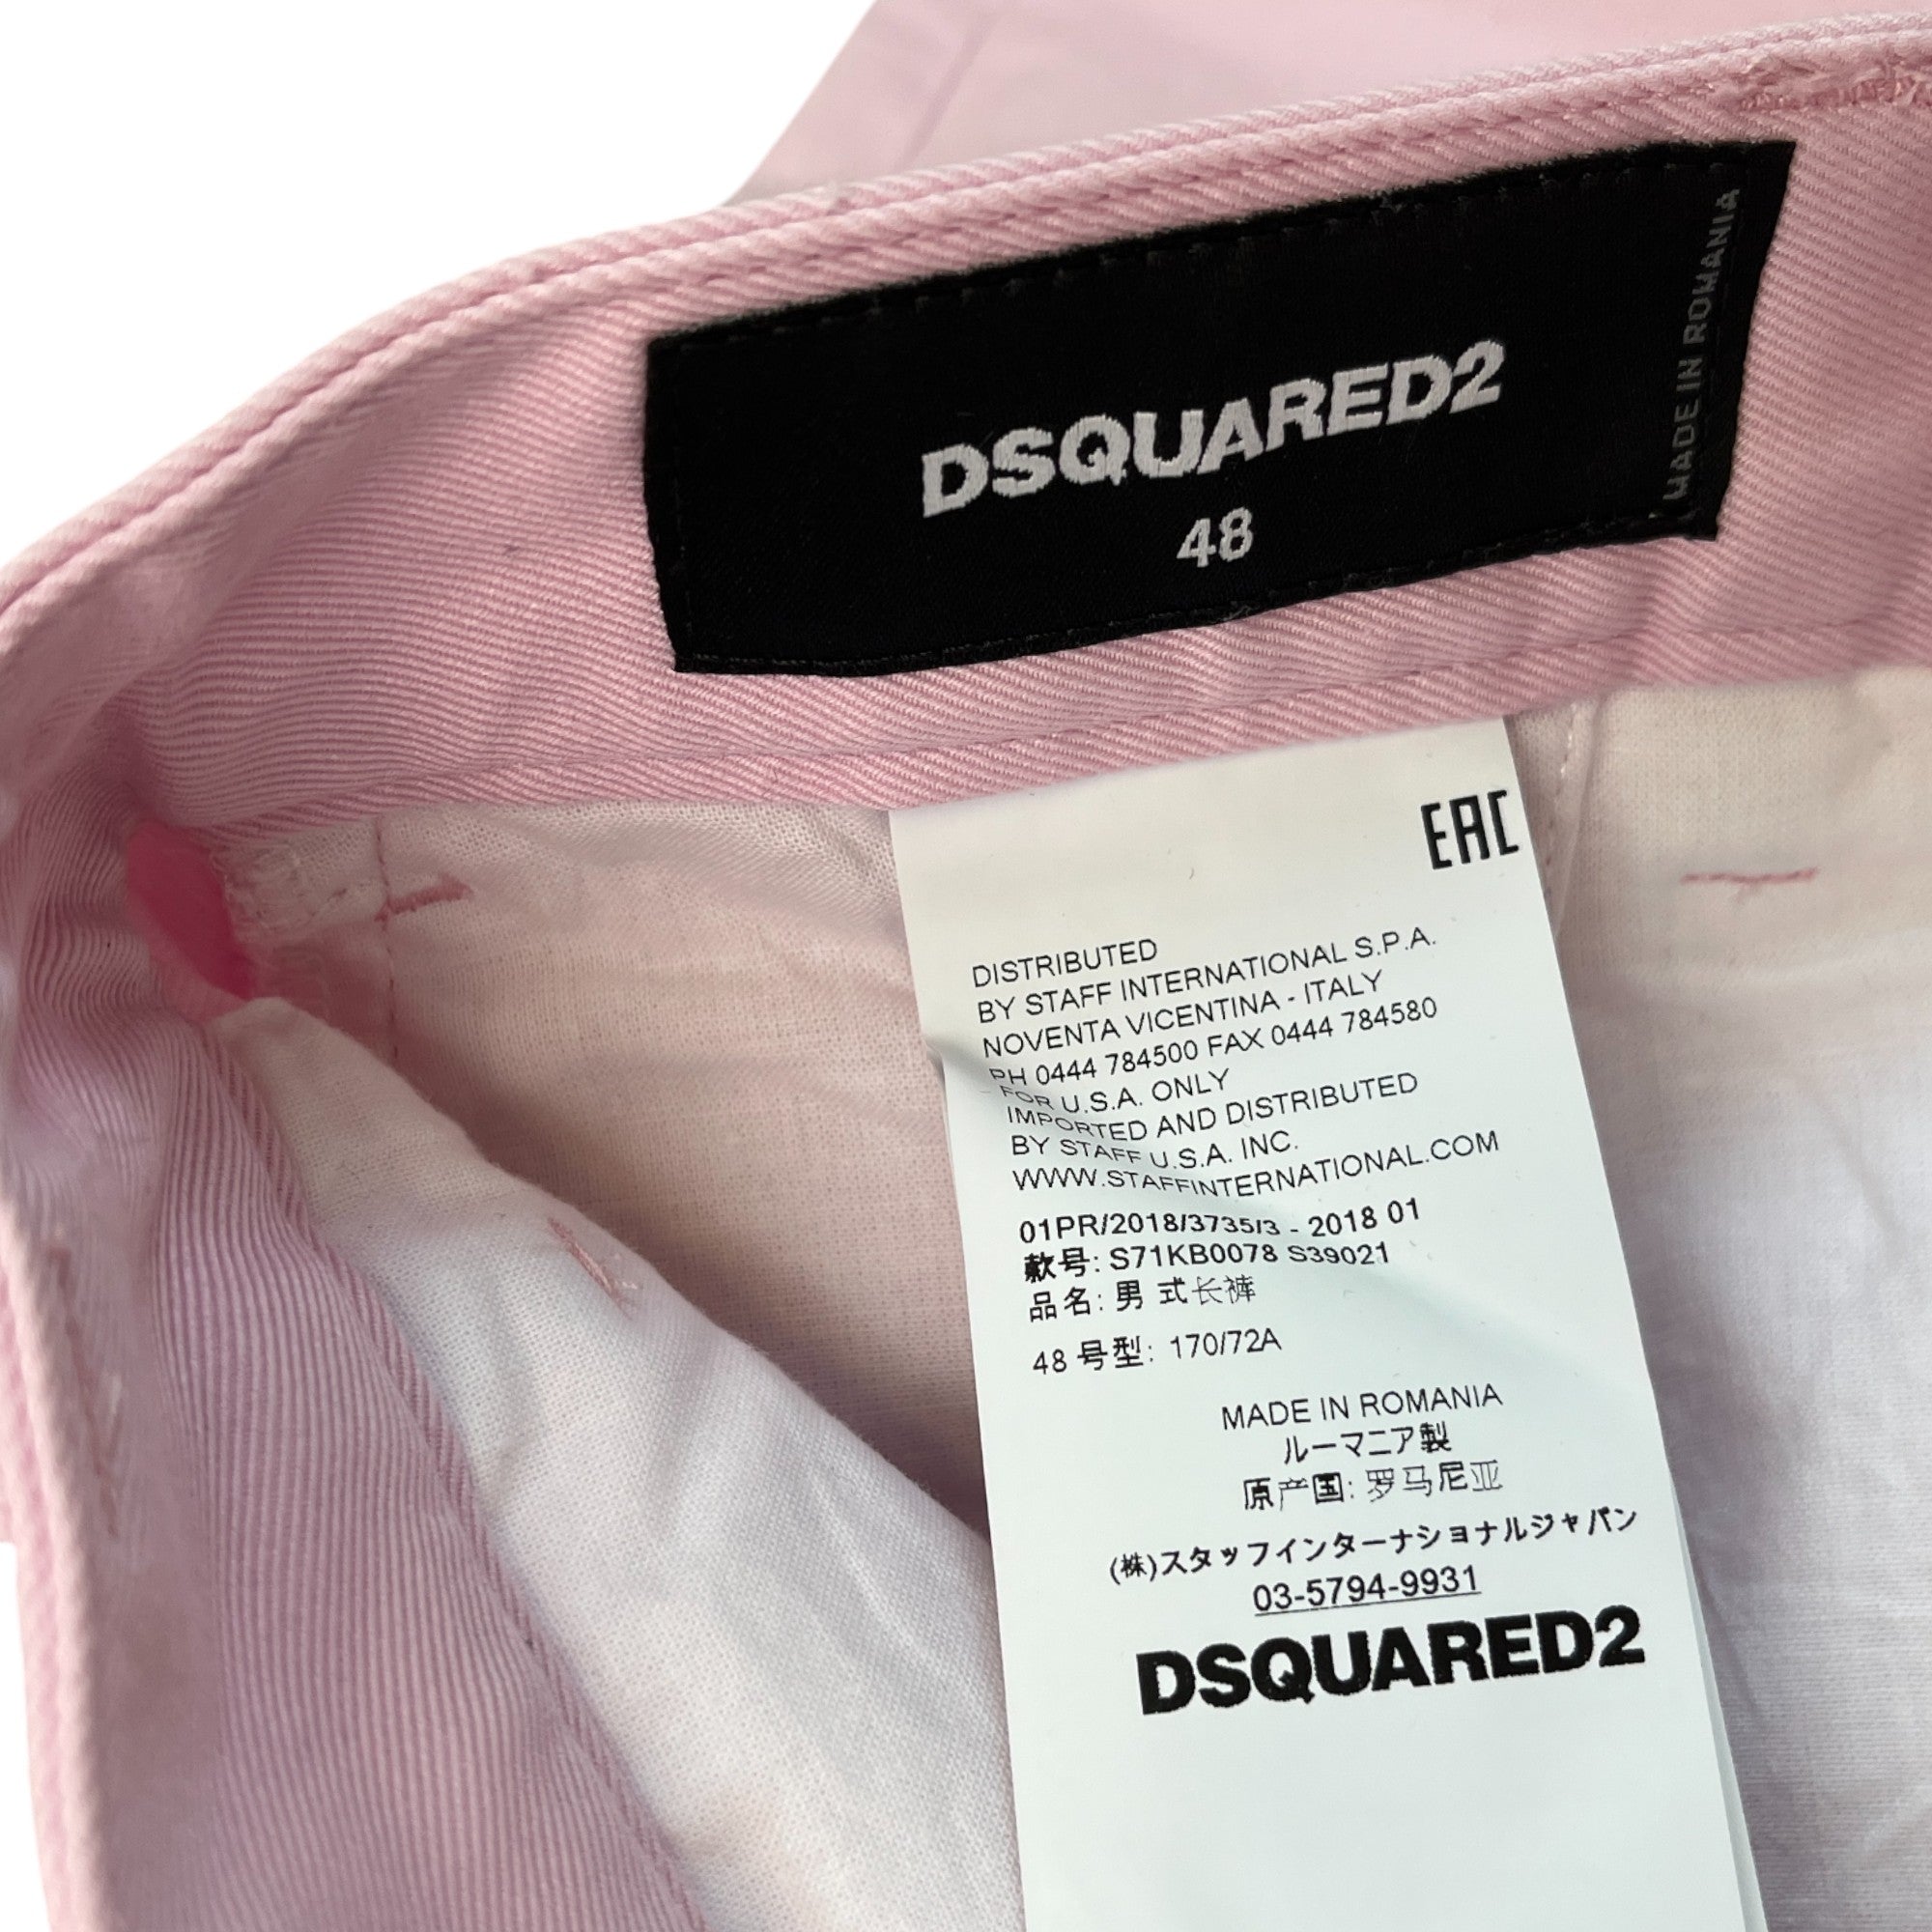 DSQUARED2
48
MADE IN ROMANIA
EAC
DISTRIBUTED
BY STAFF INTERNATIONAL S.P.A.
NOVENTA VICENTINA - ITALY
PH 0444 784500 FAX 0444 784580
FOR U.S.A. ONLY
IMPORTED AND DISTRIBUTED
BY STAFF U.S.A. INC.
WWW.STAFFINTERNATIONAL.COM
01PR/2018/3735/3 - 2018 01
款号: S71KB0078 S39021
品名: 男 式长裤
48 号型: 170/72A
MADE IN ROMANIA
ルーマニア製
原产国: 罗马尼亚
(株)スタッフインターナショナルジャパン
03-5794-9931
DSQUARED2